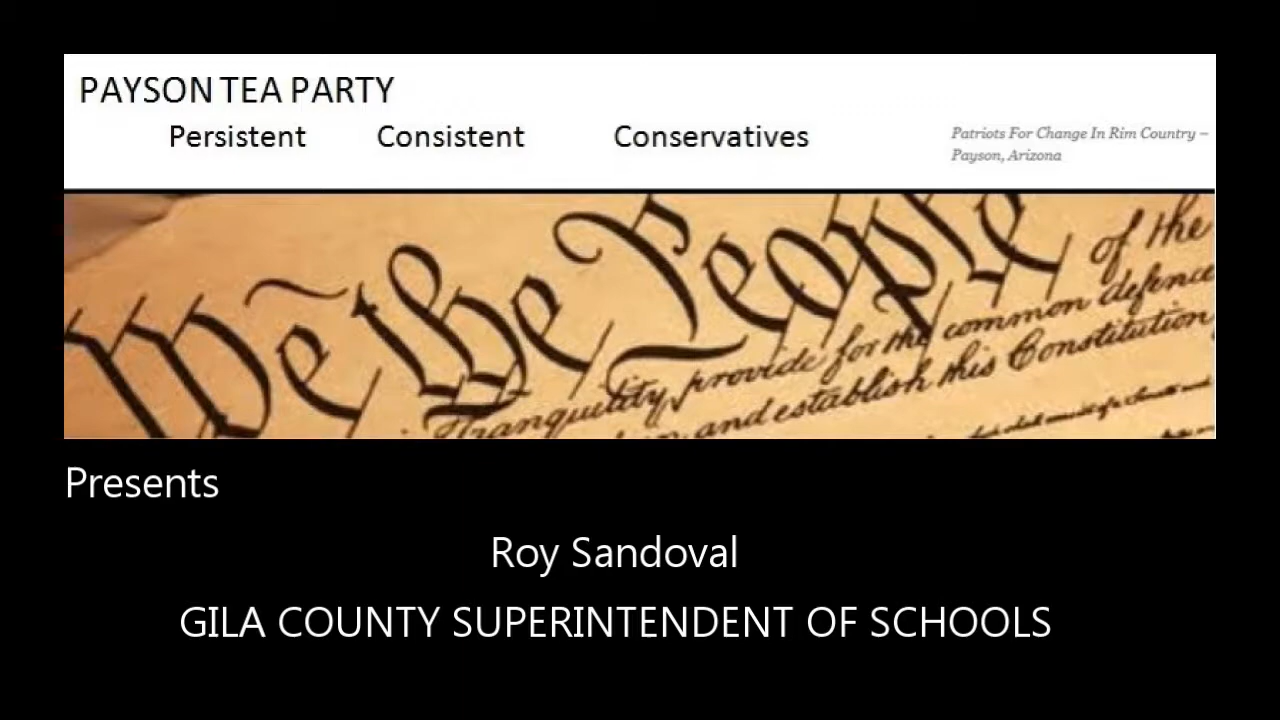 PAYSON TEA PARTY
Persistent Consistent Conservatives
Patriots For Change In Rim Country –
Payson, Arizona
We the People
of the
Tranquility, provide for the common defence
and establish this Constitution
Presents
Roy Sandoval
GILA COUNTY SUPERINTENDENT OF SCHOOLS